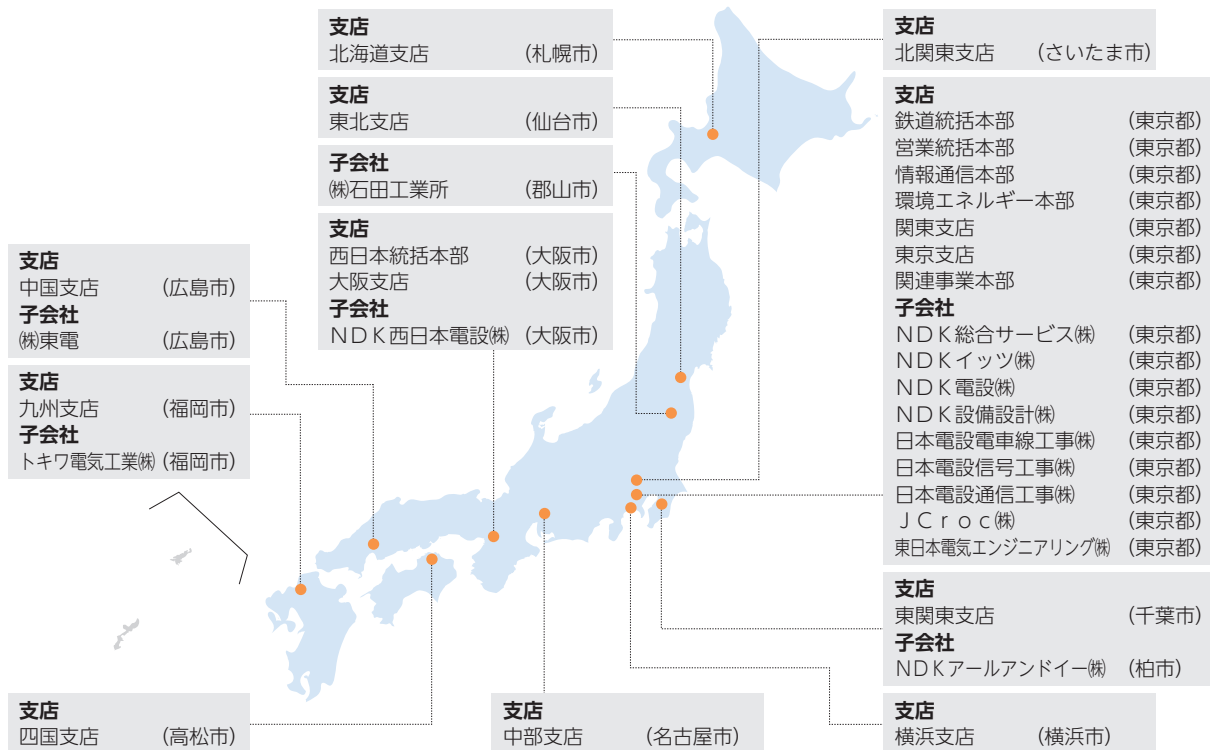 支店
北海道支店 (札幌市)
支店
東北支店 (仙台市)
子会社
㈱石田工業所 (郡山市)
支店
西日本統括本部 (大阪市)
大阪支店 (大阪市)
子会社
ＮＤＫ西日本電設㈱ (大阪市)
支店
中国支店 (広島市)
子会社
㈱東電 (広島市)
支店
九州支店 (福岡市)
子会社
トキワ電気工業㈱ (福岡市)
支店
四国支店 (高松市)
支店
中部支店 (名古屋市)
支店
北関東支店 (さいたま市)
支店
鉄道統括本部 (東京都)
営業統括本部 (東京都)
情報通信本部 (東京都)
環境エネルギー本部 (東京都)
関東支店 (東京都)
東京支店 (東京都)
関連事業本部 (東京都)
子会社
ＮＤＫ総合サービス㈱ (東京都)
ＮＤＫイッツ㈱ (東京都)
ＮＤＫ電設㈱ (東京都)
ＮＤＫ設備設計㈱ (東京都)
日本電設電車線工事㈱ (東京都)
日本電設信号工事㈱ (東京都)
日本電設通信工事㈱ (東京都)
ＪＣｒｏｃ㈱ (東京都)
東日本電気エンジニアリング㈱ (東京都)
支店
東関東支店 (千葉市)
子会社
ＮＤＫアールアンドイー㈱ (柏市)
支店
横浜支店 (横浜市)